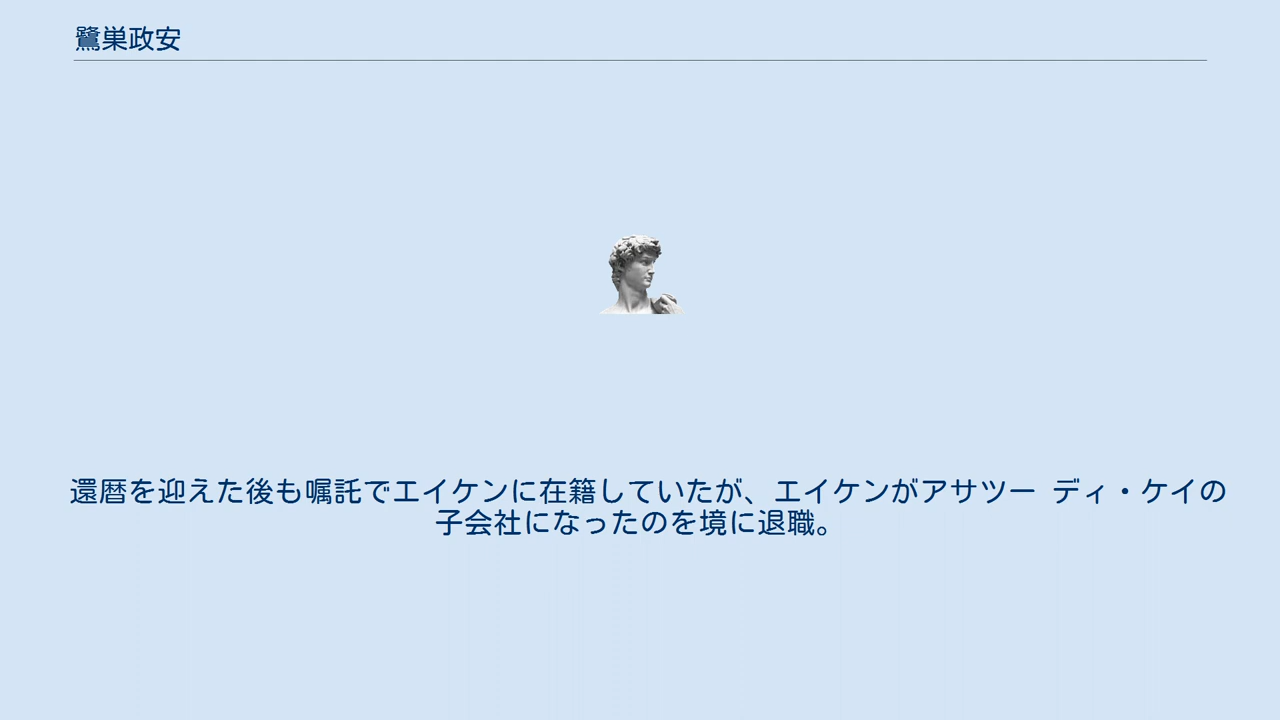 鷺巣政安
還暦を迎えた後も嘱託でエイケンに在籍していたが、エイケンがアサツー ディ・ケイの
子会社になったのを境に退職。